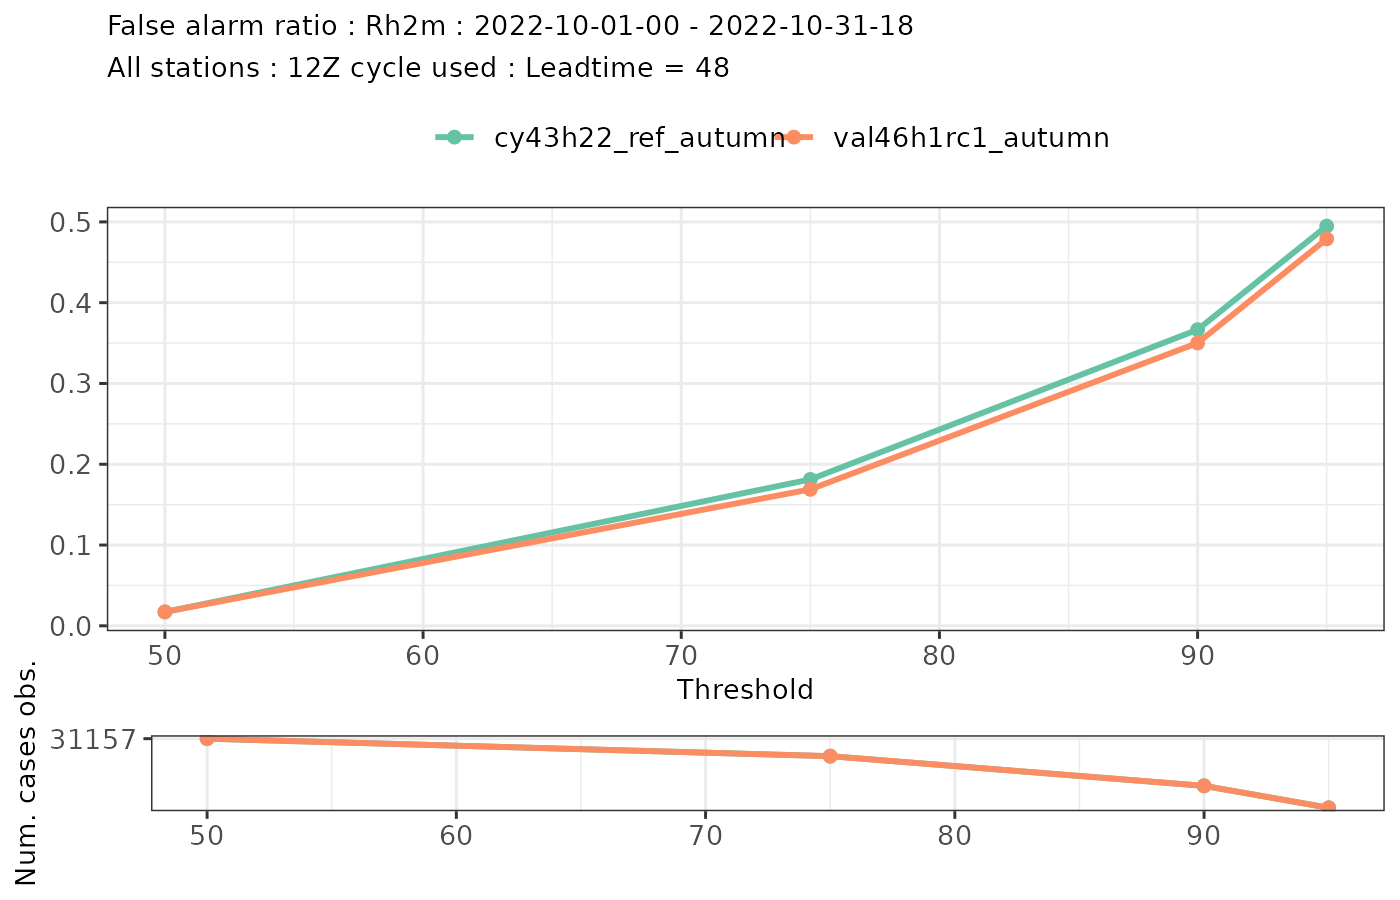 False alarm ratio : Rh2m : 2022-10-01-00 - 2022-10-31-18
All stations : 12Z cycle used : Leadtime = 48
cy43h22_ref_autumn val46h1rc1_autumn
0.5
0.4
0.3
0.2
0.1
0.0
50 60 70 80 90
Threshold
Num. cases obs.
31157
50 60 70 80 90